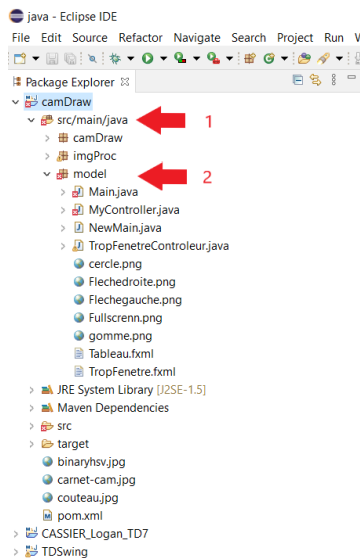 java - Eclipse IDE
File Edit Source Refactor Navigate Search Project Run
Package Explorer
camDraw
src/main/java 1
camDraw
imgProc
model 2
Main.java
MyController.java
NewMain.java
TropFenetreControleur.java
cercle.png
Flechedroite.png
Flechegauche.png
Fullscrenn.png
gomme.png
Tableau.fxml
TropFenetre.fxml
JRE System Library [J2SE-1.5]
Maven Dependencies
src
target
binaryhsv.jpg
carnet-cam.jpg
couteau.jpg
pom.xml
CASSIER_Logan_TD7
TDSwing